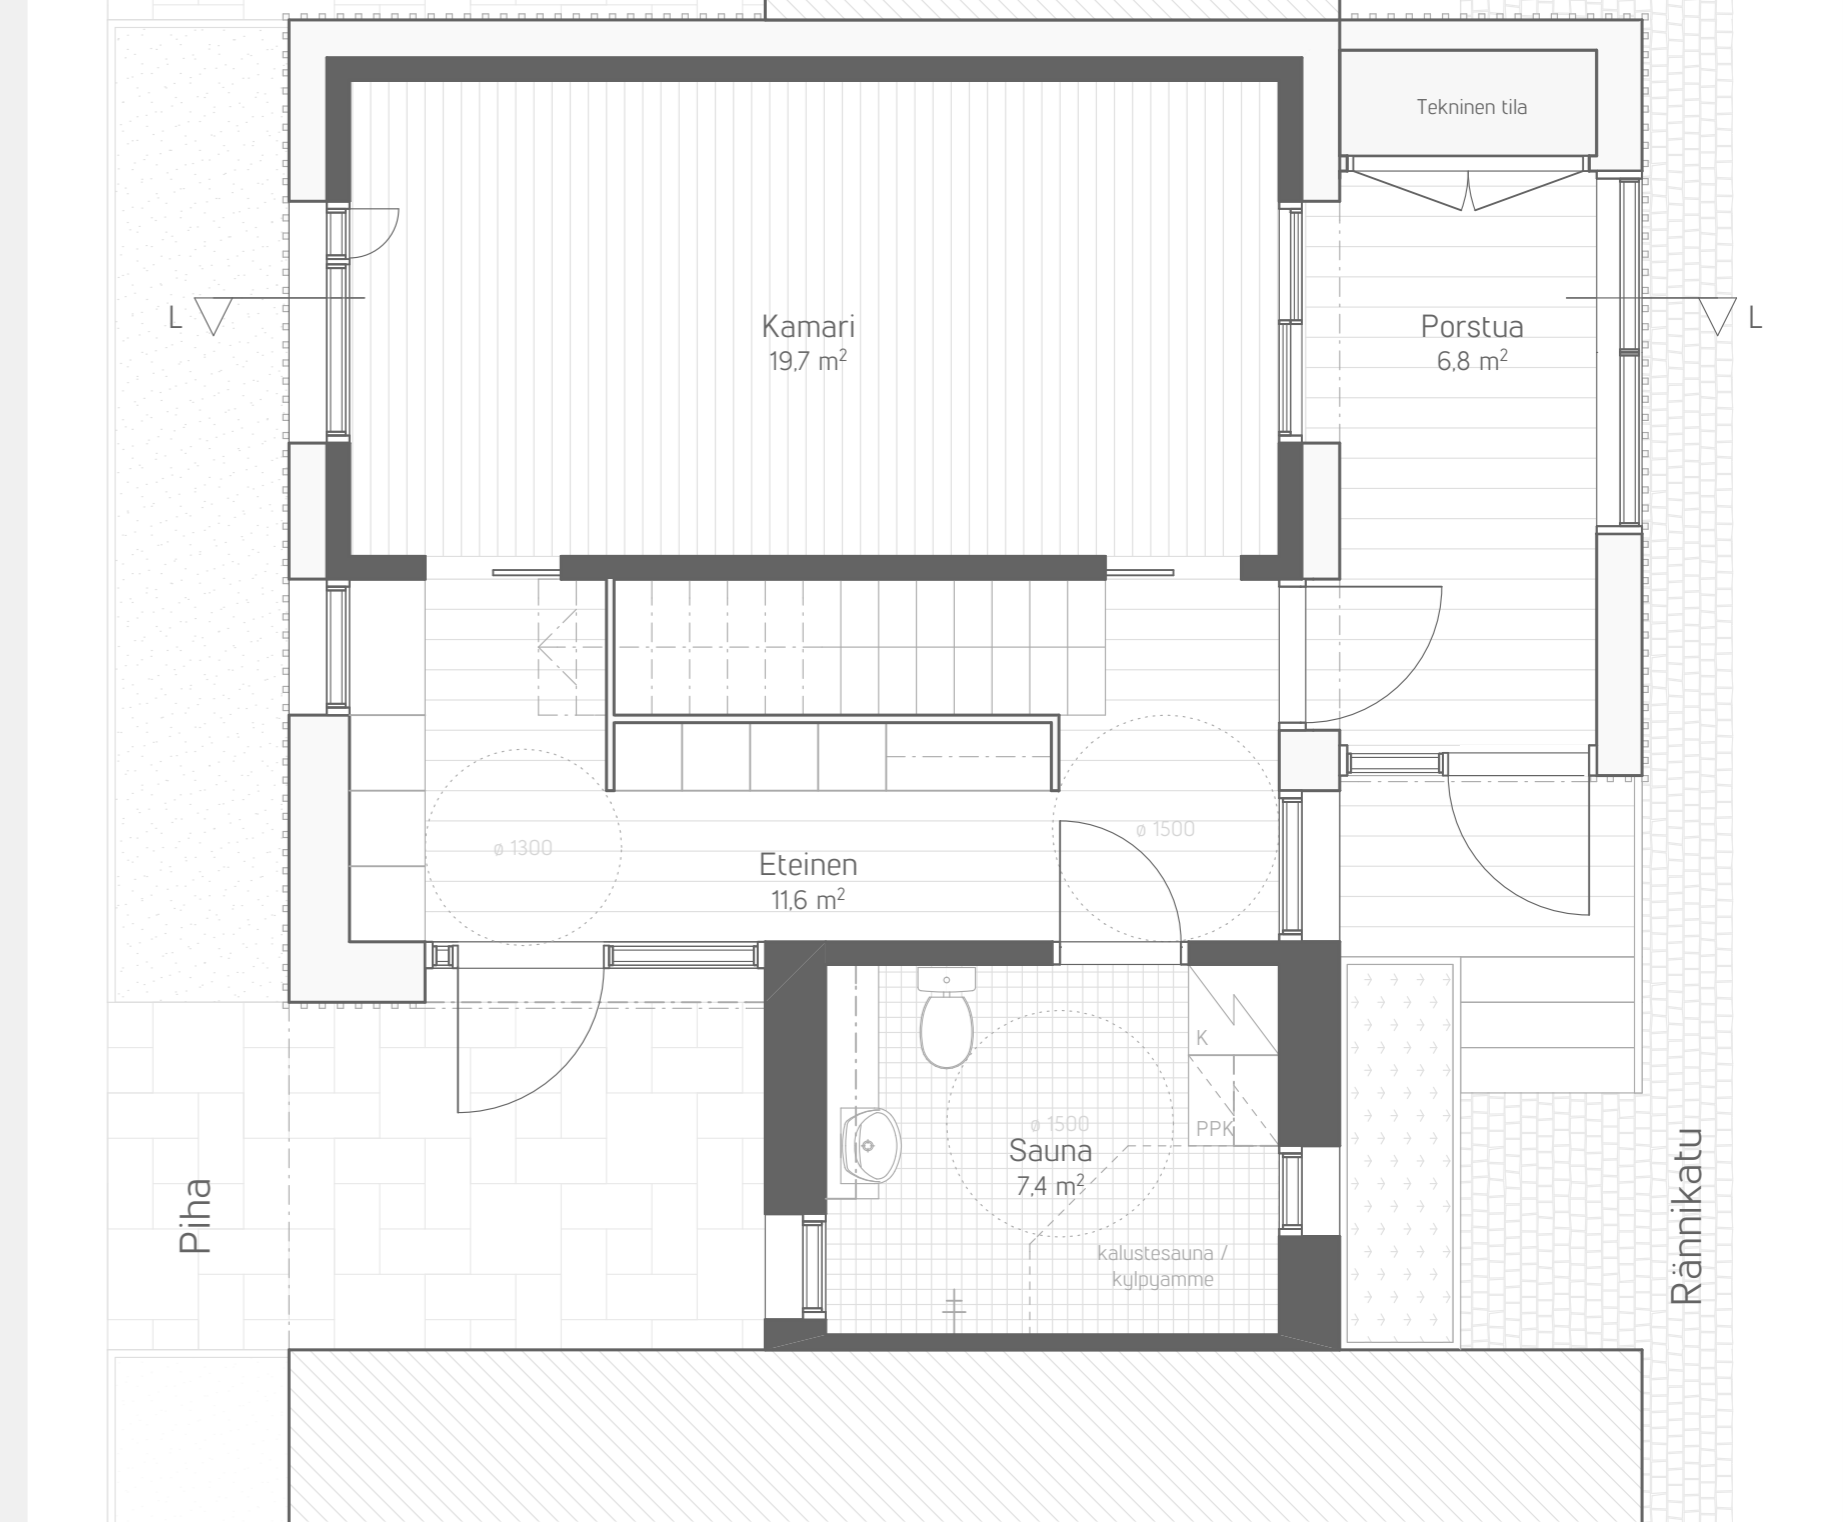 Tekninen tila
L
L
Kamari
19,7 m²
Porstua
6,8 m²
ø 1300
ø 1500
Eteinen
11,6 m²
K
PPK
ø 1500
Sauna
7,4 m²
kalustesauna /
kylpyamme
Piha
Rännikatu